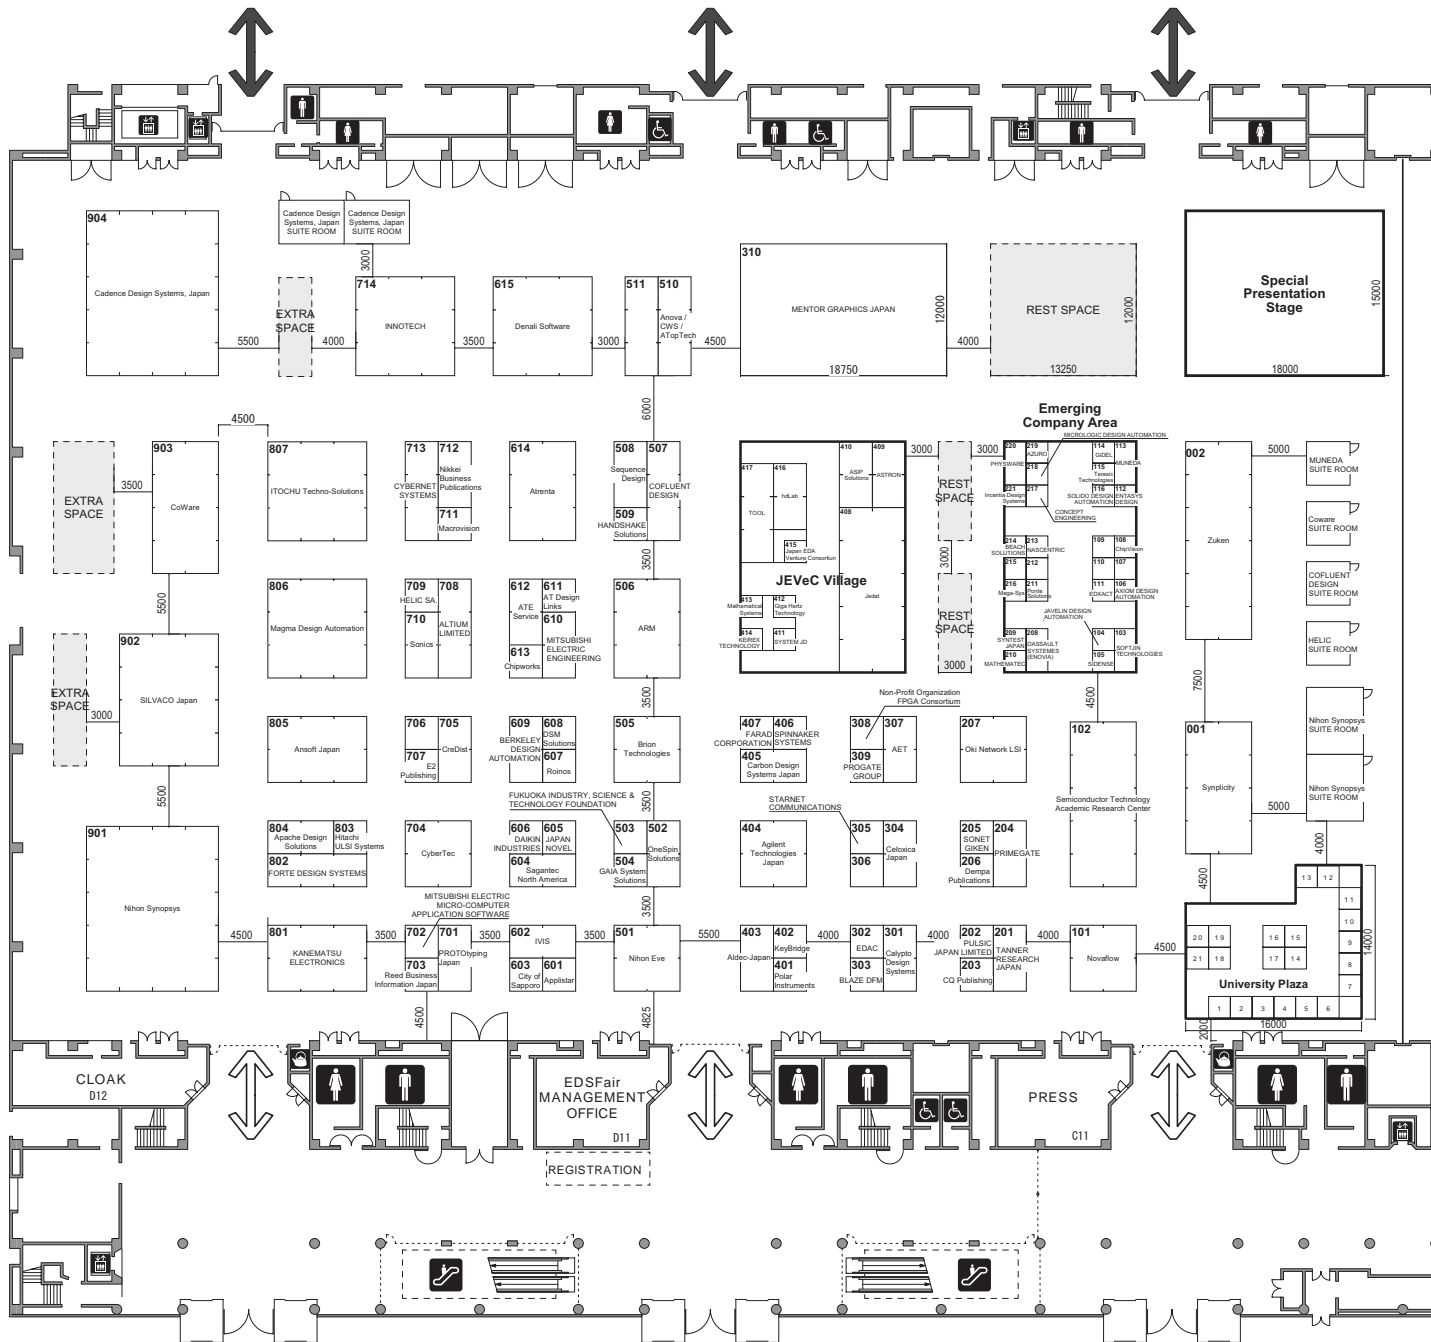 904
Cadence Design Systems, Japan
Cadence Design
Systems, Japan
SUITE ROOM
Cadence Design
Systems, Japan
SUITE ROOM
3000
5500
EXTRA
SPACE
4000
714
INNOTECH
3500
615
Denali Software
3000
511
510
Anova /
CWS /
ATopTech
4500
310
MENTOR GRAPHICS JAPAN
12000
18750
4000
REST SPACE
12000
13250
Special
Presentation
Stage
15000
18000
6000
4500
EXTRA
SPACE
3500
903
CoWare
807
ITOCHU Techno-Solutions
713
CYBERNET
SYSTEMS
712
Nikkei
Business
Publications
711
Macrovision
614
Atrenta
508
Sequence
Design
507
COFLUENT
DESIGN
509
HANDSHAKE
Solutions
3500
417
TOOL
416
hdLab
415
Japan EDA
Venture Consortiun
410
ASIP
Solutions
409
ASTRON
408
Jedat
JEVeC Village
413
Mathematical
Systems
412
Giga Hertz
Technology
414
KEIREX
TECHNOLOGY
411
SYSTEM JD
3000
REST
SPACE
3000
3000
REST
SPACE
3000
Emerging
Company Area
MICROLOGIC DESIGN AUTOMATION
220
PHYSWARE
219
AZURO
218
221
Incentia Design
Systems
217
CONCEPT
ENGINEERING
114
GiDEL
113
MUNEDA
115
Terasic
Technologies
116
SOLIDO DESIGN
AUTOMATION
112
ENTASYS
DESIGN
214
BEACH
SOLUTIONS
213
NASCENTRIC
215
212
216
Mega-Sys
211
Ponte
Solutions
109
108
ChipVision
110
107
111
EDXACT
106
AXIOM DESIGN
AUTOMATION
JAVELIN DESIGN
AUTOMATION
209
SYNTEST
JAPAN
208
DASSAULT
SYSTEMES
(ENOVIA)
210
MATHEMATEC
104
103
SOFTJIN
TECHNOLOGIES
105
SIDENSE
4500
002
Zuken
5000
MUNEDA
SUITE ROOM
Coware
SUITE ROOM
COFLUENT
DESIGN
SUITE ROOM
HELIC
SUITE ROOM
7500
5500
EXTRA
SPACE
3000
902
SILVACO Japan
5500
806
Magma Design Automation
709
HELIC SA.
708
ALTIUM
LIMITED
710
Sonics
612
ATE
Service
611
AT Design
Links
610
MITSUBISHI
ELECTRIC
ENGINEERING
613
Chipworks
506
ARM
3500
805
Ansoft Japan
706
705
CreDist
707
E2
Publishing
609
BERKELEY
DESIGN
AUTOMATION
608
DSM
Solutions
607
Roinos
505
Brion
Technologies
3500
407
FARAD
CORPORATION
406
SPINNAKER
SYSTEMS
405
Carbon Design
Systems Japan
Non-Profit Organization
FPGA Consortium
308
307
AET
309
PROGATE
GROUP
207
Oki Network LSI
102
Semiconductor Technology
Academic Research Center
001
Synplicity
5000
4500
Nihon Synopsys
SUITE ROOM
Nihon Synopsys
SUITE ROOM
4000
901
Nihon Synopsys
804
Apache Design
Solutions
803
Hitachi
ULSI Systems
802
FORTE DESIGN SYSTEMS
704
CyberTec
FUKUOKA INDUSTRY, SCIENCE &
TECHNOLOGY FOUNDATION
606
DAIKIN
INDUSTRIES
605
JAPAN
NOVEL
604
Sagantec
North America
503
502
OneSpin
Solutions
504
GAIA System
Solutions
3500
404
Agilent
Technologies
Japan
STARNET
COMMUNICATIONS
305
304
Celoxica
Japan
306
205
SONET
GIKEN
204
PRIMEGATE
206
Dempa
Publications
4500
801
KANEMATSU
ELECTRONICS
3500
MITSUBISHI ELECTRIC
MICRO-COMPUTER
APPLICATION SOFTWARE
702
701
PROTOtyping
Japan
703
Reed Business
Information Japan
3500
602
IVIS
603
City of
Sapporo
601
Applistar
3500
501
Nihon Eve
5500
403
Aldec-Japan
402
KeyBridge
401
Polar
Instruments
4000
302
EDAC
301
Calypto
Design
Systems
303
BLAZE DFM
4000
202
PULSIC
JAPAN LIMITED
201
TANNER
RESEARCH
JAPAN
203
CQ Publishing
4000
101
Novaflow
4500
13
12
11
10
9
8
7
20
19
21
18
16
15
17
14
University Plaza
1
2
3
4
5
6
14000
16000
2000
4500
4825
CLOAK
D12
EDSFair
MANAGEMENT
OFFICE
D11
PRESS
C11
REGISTRATION